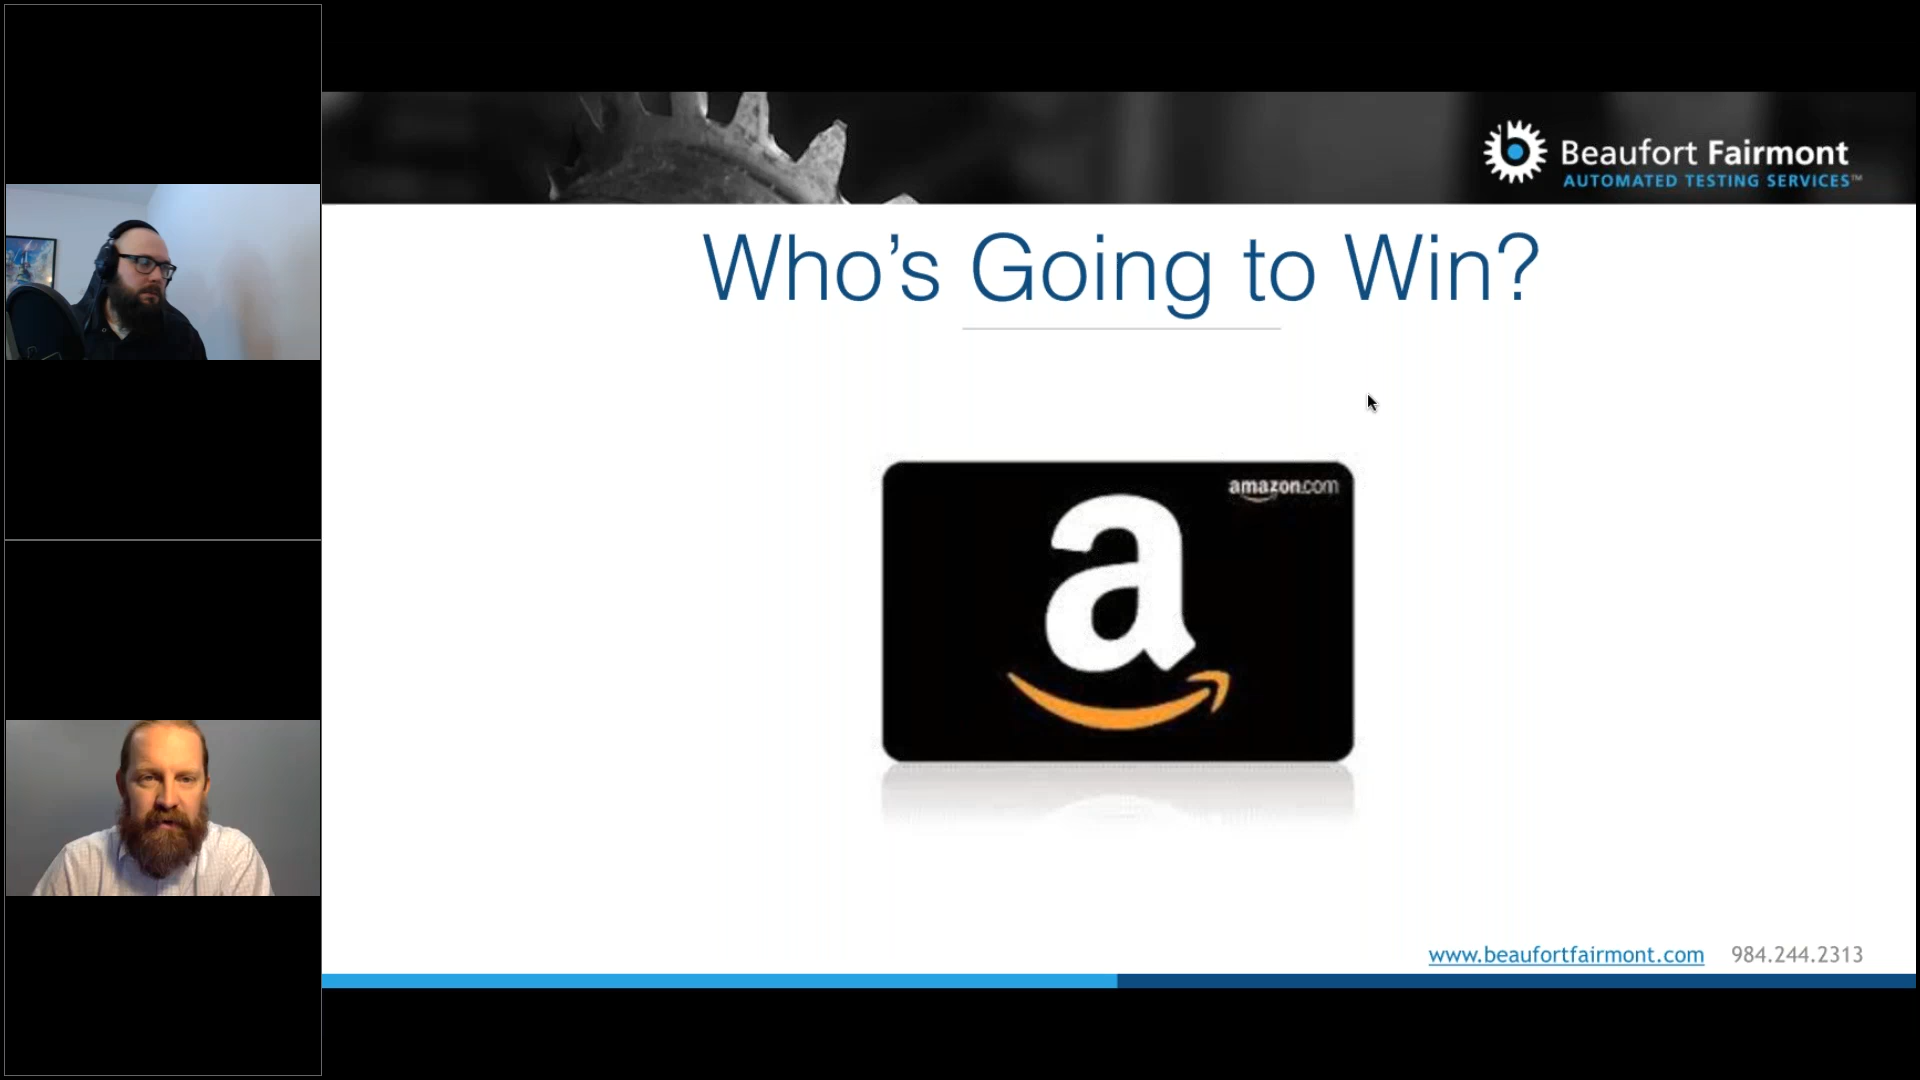 Beaufort Fairmont
AUTOMATED TESTING SERVICES™
Who's Going to Win?
amazon.com
a
www.beaufortfairmont.com 984.244.2313